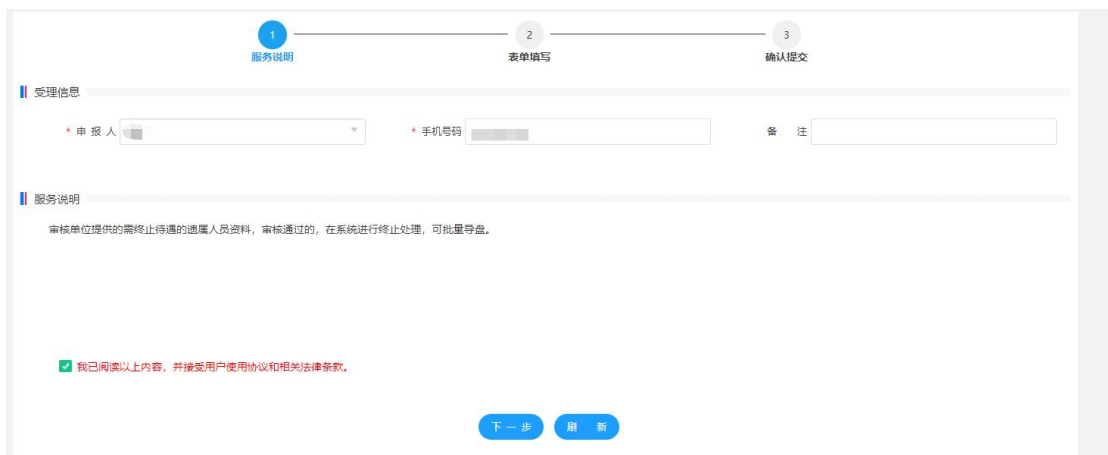 1 2 3
服务说明 表单填写 确认提交
受理信息
* 申 报 人 * 手机号码 备 注
服务说明
审核单位提供的需终止待遇的遗属人员资料，审核通过的，在系统进行终止处理，可批量导盘。
我已阅读以上内容，并接受用户使用协议和相关法律条款。
下 一 步 刷 新